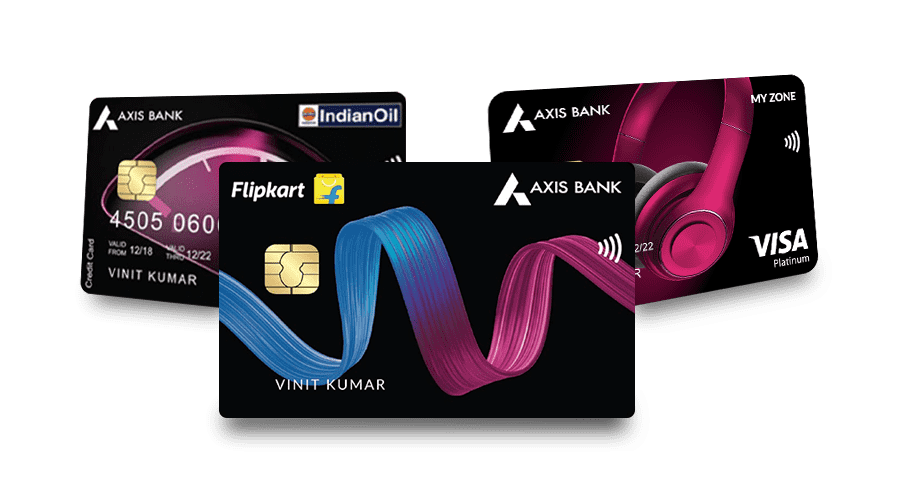 AXIS BANK
IndianOil
4505 060
VALID
FROM 12/18
VALID
THRU 12/22
VINIT KUMAR
Credit Card
Flipkart
AXIS BANK
VINIT KUMAR
AXIS BANK
MY ZONE
2/22
VISA
Platinum